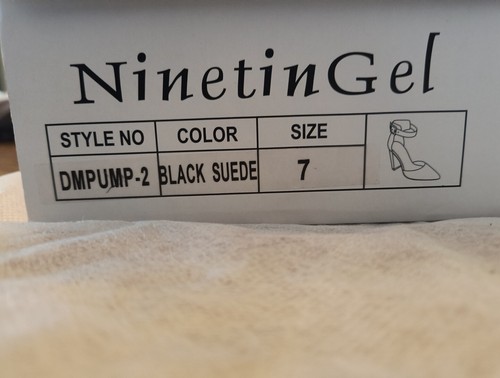 NinetinGel
STYLE NO COLOR SIZE
DMPUMP-2 BLACK SUEDE 7